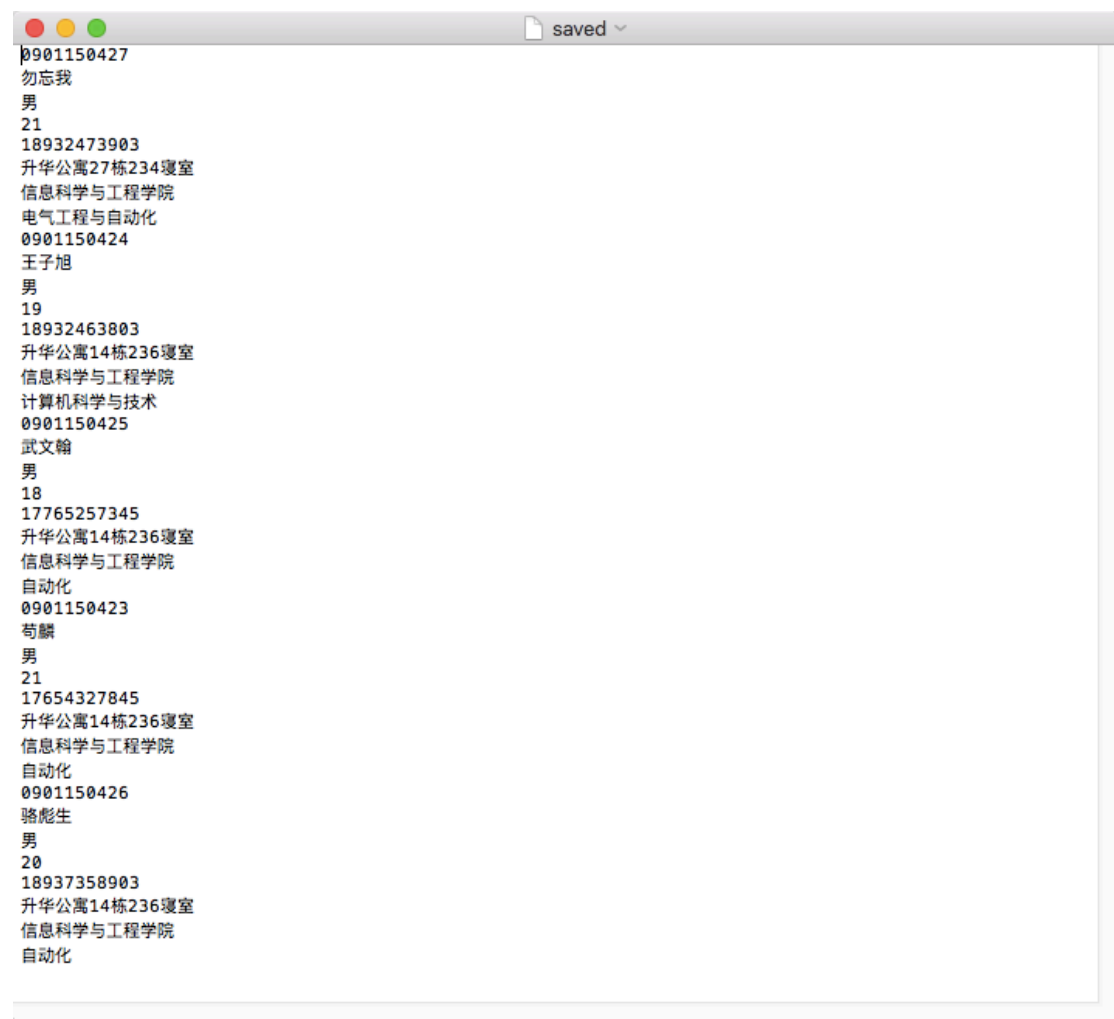 saved
0901150427
勿忘我
男
21
18932473903
升华公寓27栋234寝室
信息科学与工程学院
电气工程与自动化
0901150424
王子旭
男
19
18932463803
升华公寓14栋236寝室
信息科学与工程学院
计算机科学与技术
0901150425
武文翰
男
18
17765257345
升华公寓14栋236寝室
信息科学与工程学院
自动化
0901150423
苟麟
男
21
17654327845
升华公寓14栋236寝室
信息科学与工程学院
自动化
0901150426
骆彪生
男
20
18937358903
升华公寓14栋236寝室
信息科学与工程学院
自动化